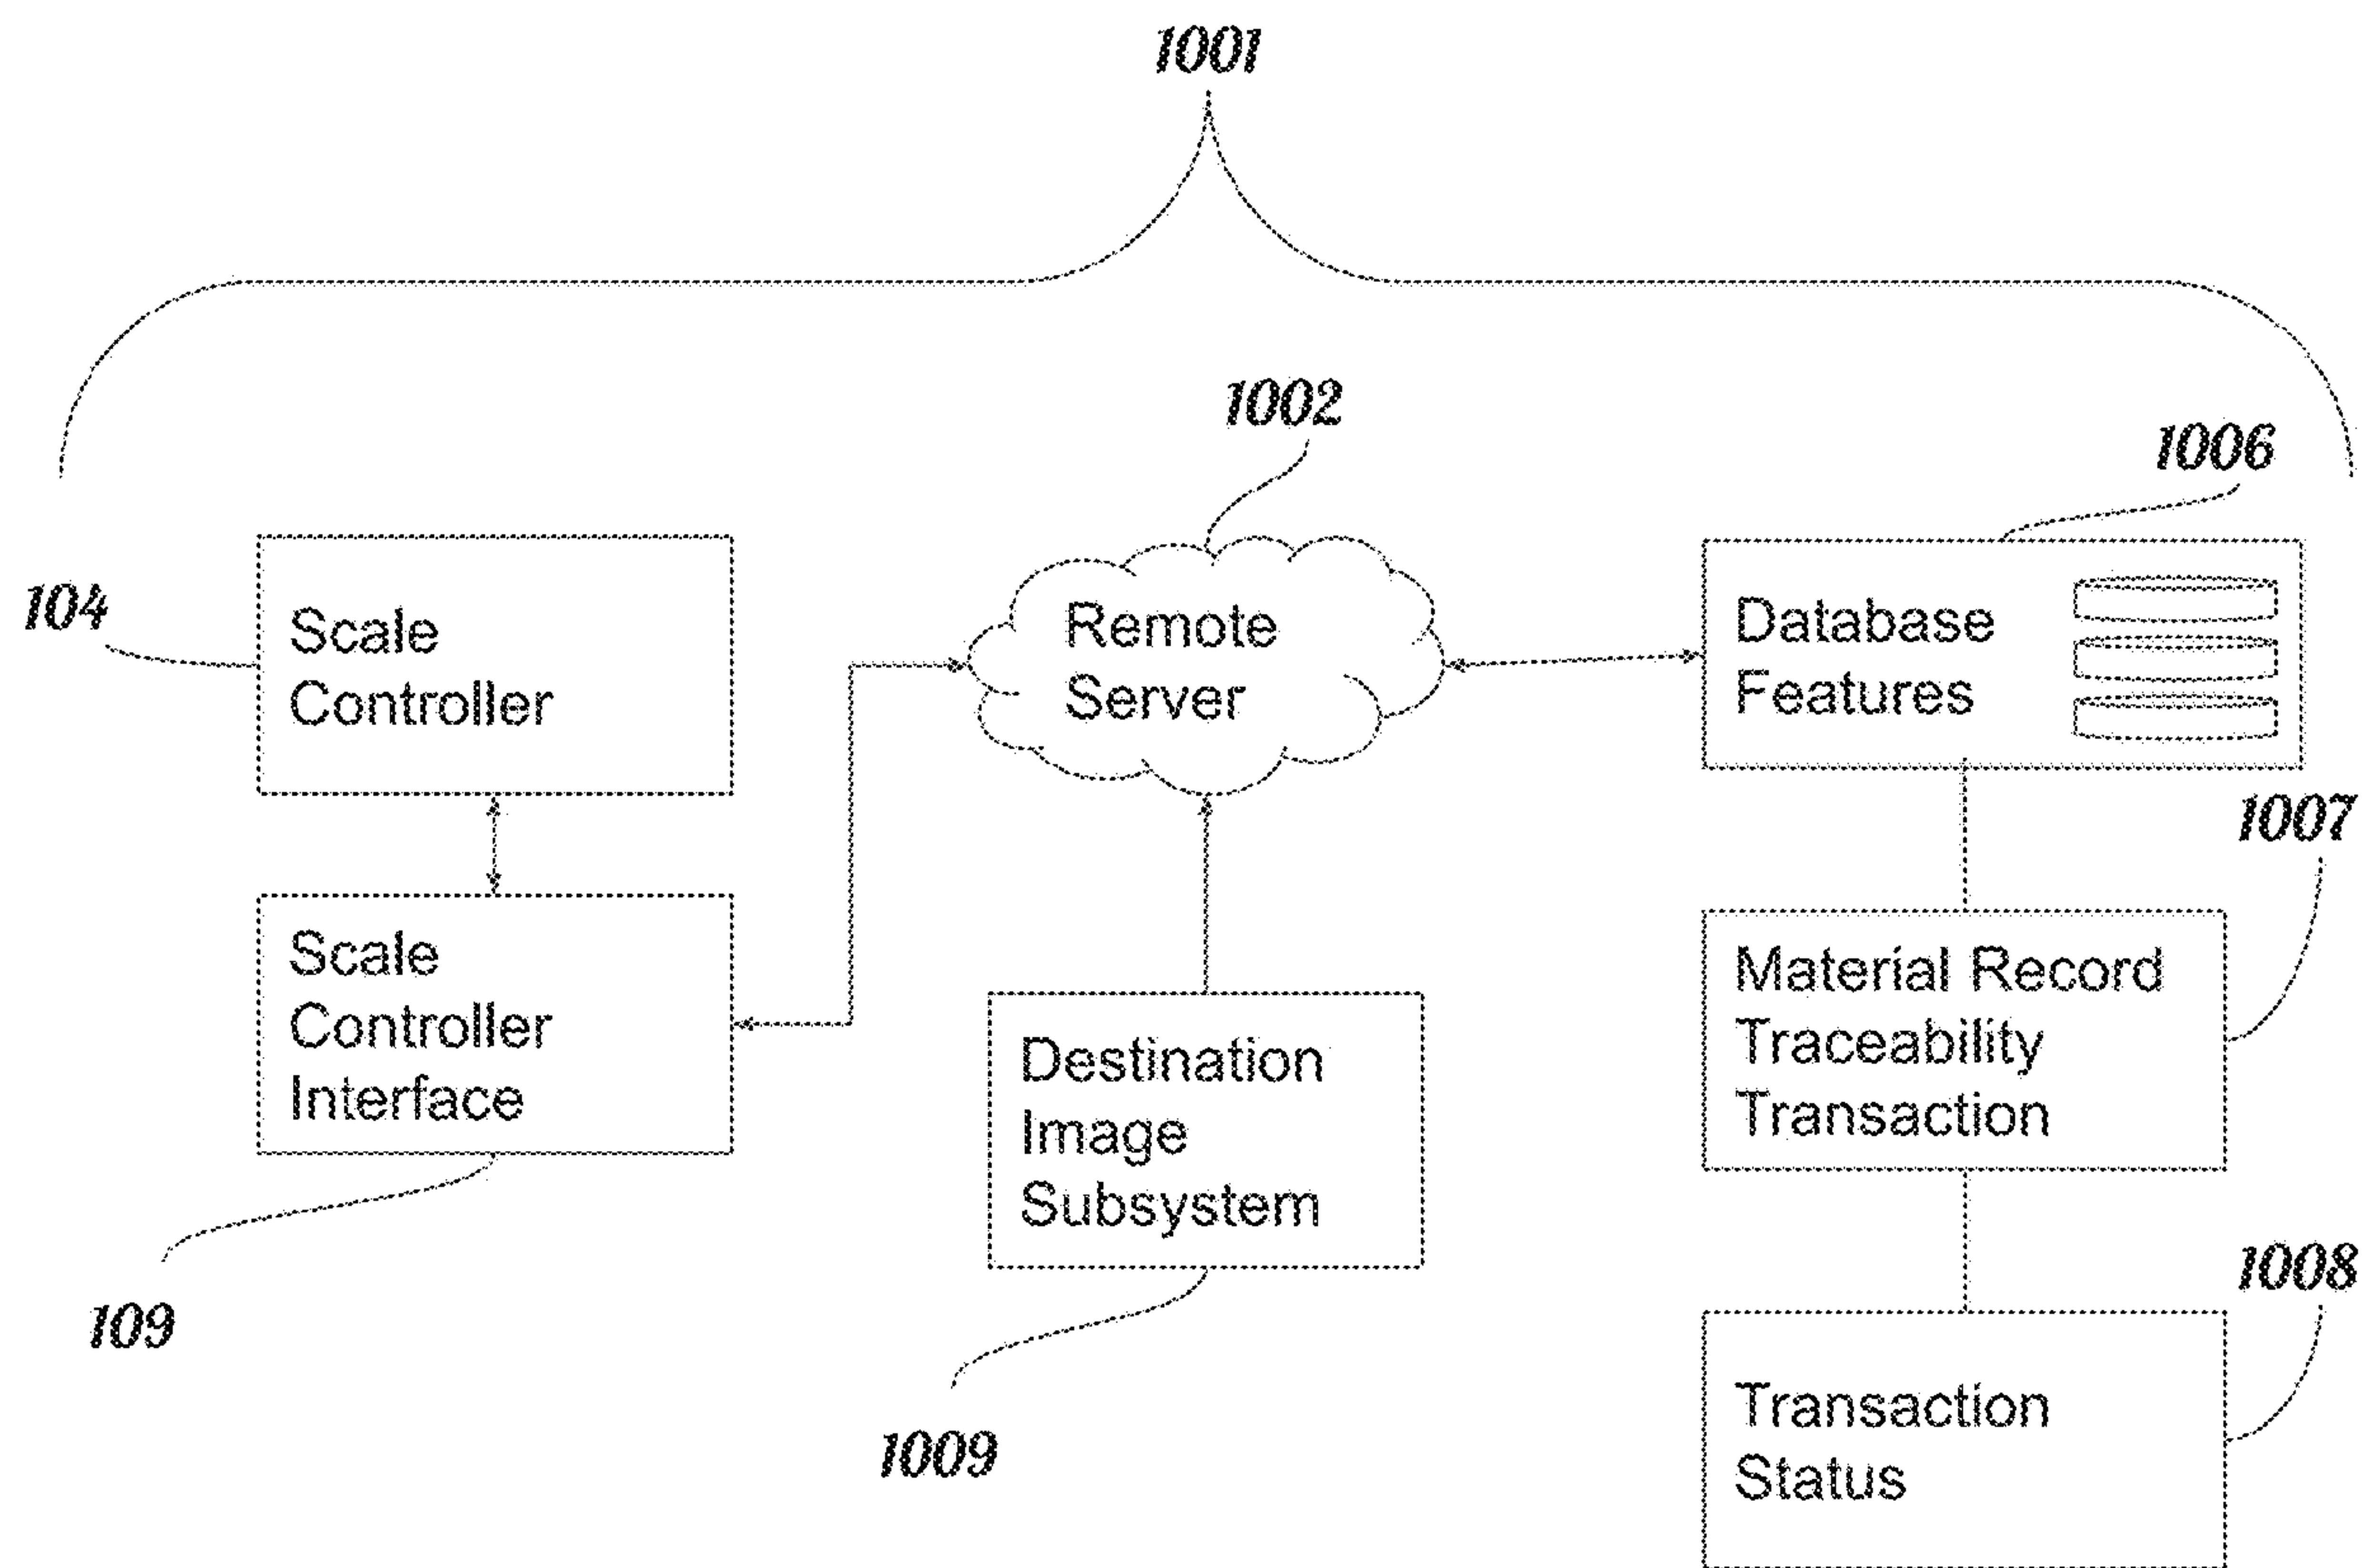 1001
1002
1006
104
Scale
Controller
Remote
Server
Database
Features
1007
Scale
Controller
Interface
Destination
Image
Subsystem
Material Record
Traceability
Transaction
109
1009
1008
Transaction
Status